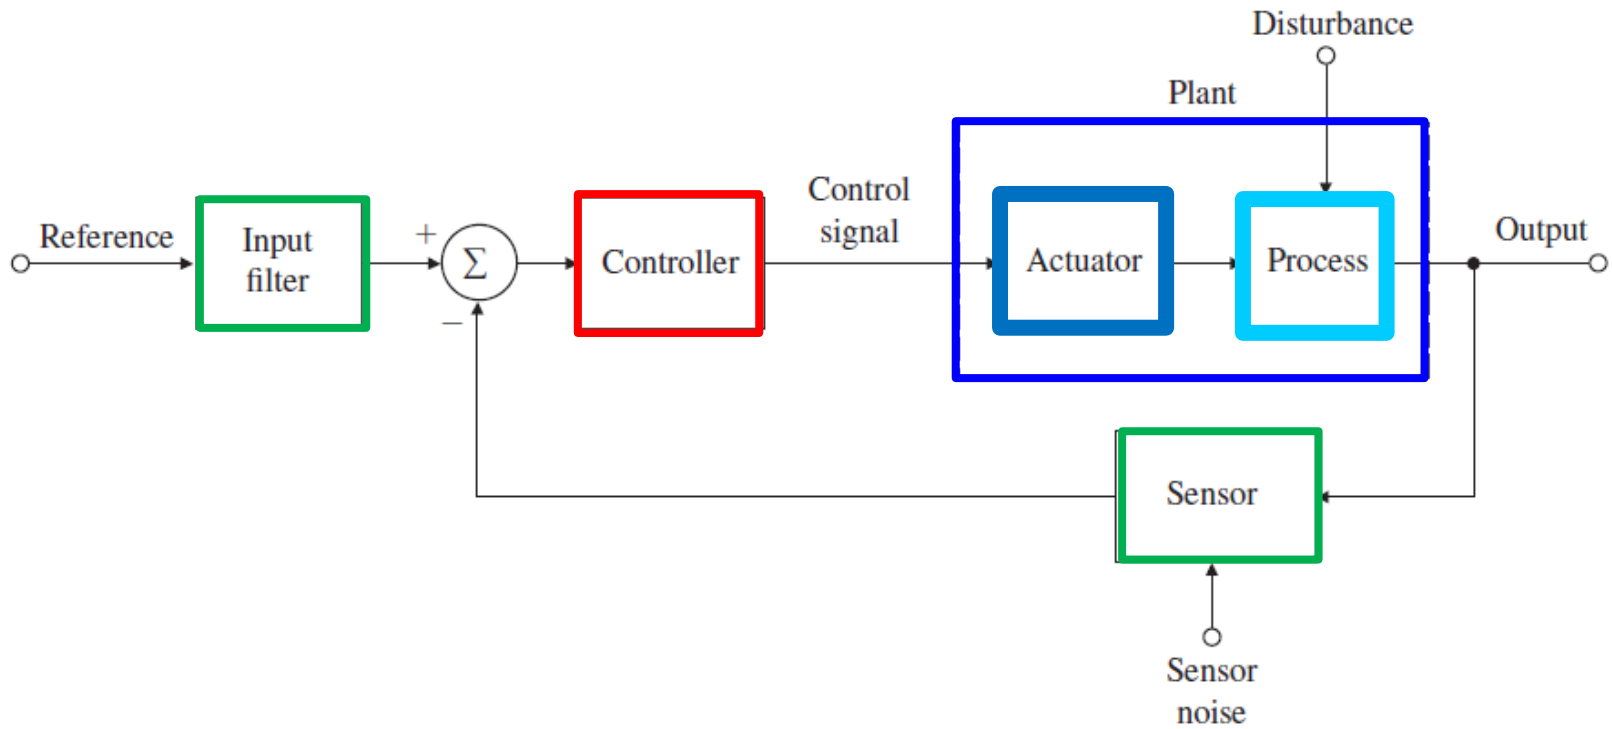 Disturbance
Plant
Control
signal
Reference
Input
filter
+
Σ
−
Controller
Actuator
Process
Output
Sensor
Sensor
noise